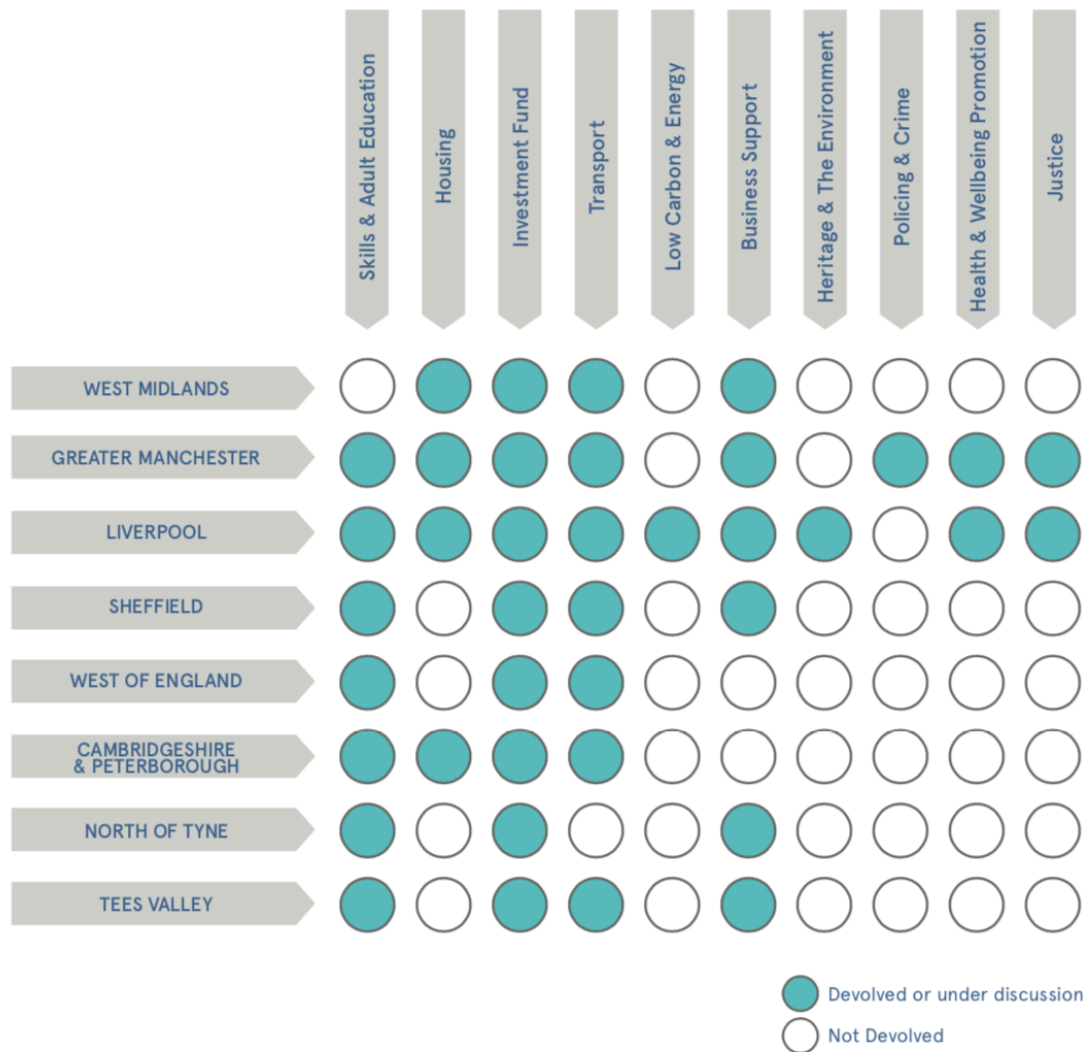 Skills & Adult Education
Housing
Investment Fund
Transport
Low Carbon & Energy
Business Support
Heritage & The Environment
Policing & Crime
Health & Wellbeing Promotion
Justice
WEST MIDLANDS
GREATER MANCHESTER
LIVERPOOL
SHEFFIELD
WEST OF ENGLAND
CAMBRIDGESHIRE
& PETERBOROUGH
NORTH OF TYNE
TEES VALLEY
Devolved or under discussion
Not Devolved